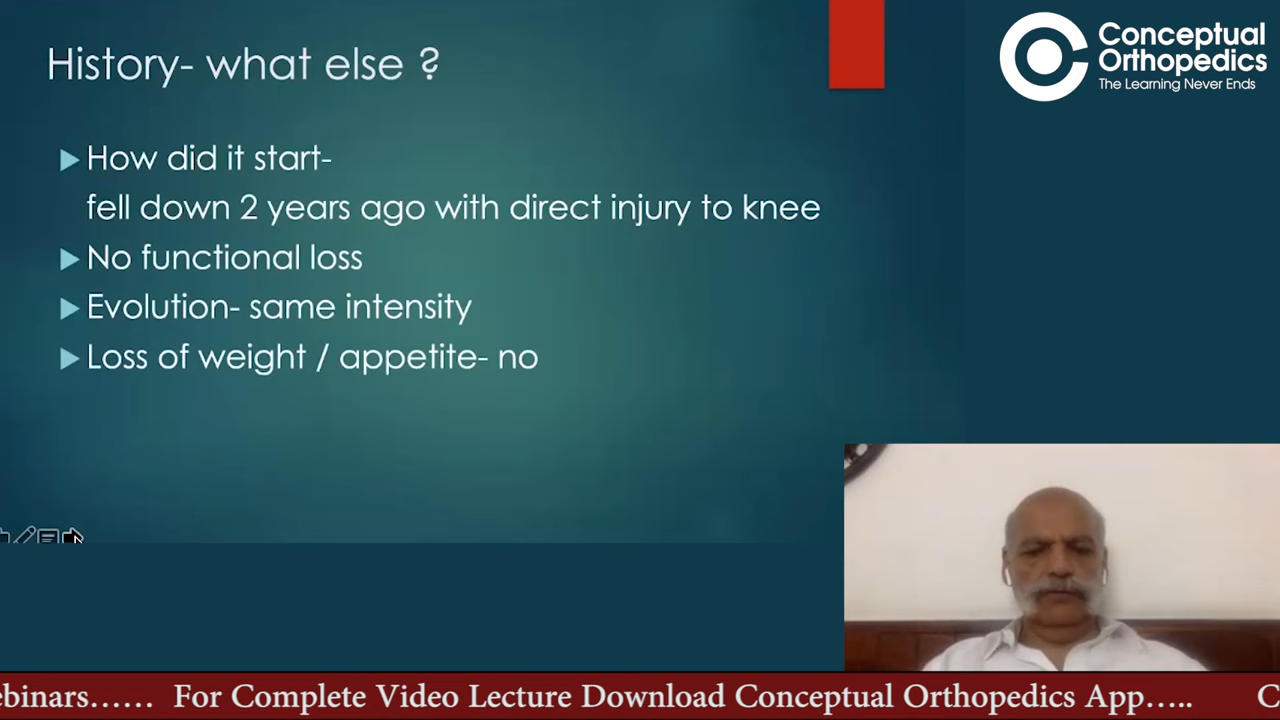 History- what else ?
Conceptual
Orthopedics
The Learning Never Ends
How did it start-
fell down 2 years ago with direct injury to knee
No functional loss
Evolution- same intensity
Loss of weight / appetite- no
For Complete Video Lecture Download Conceptual Orthopedics App.....